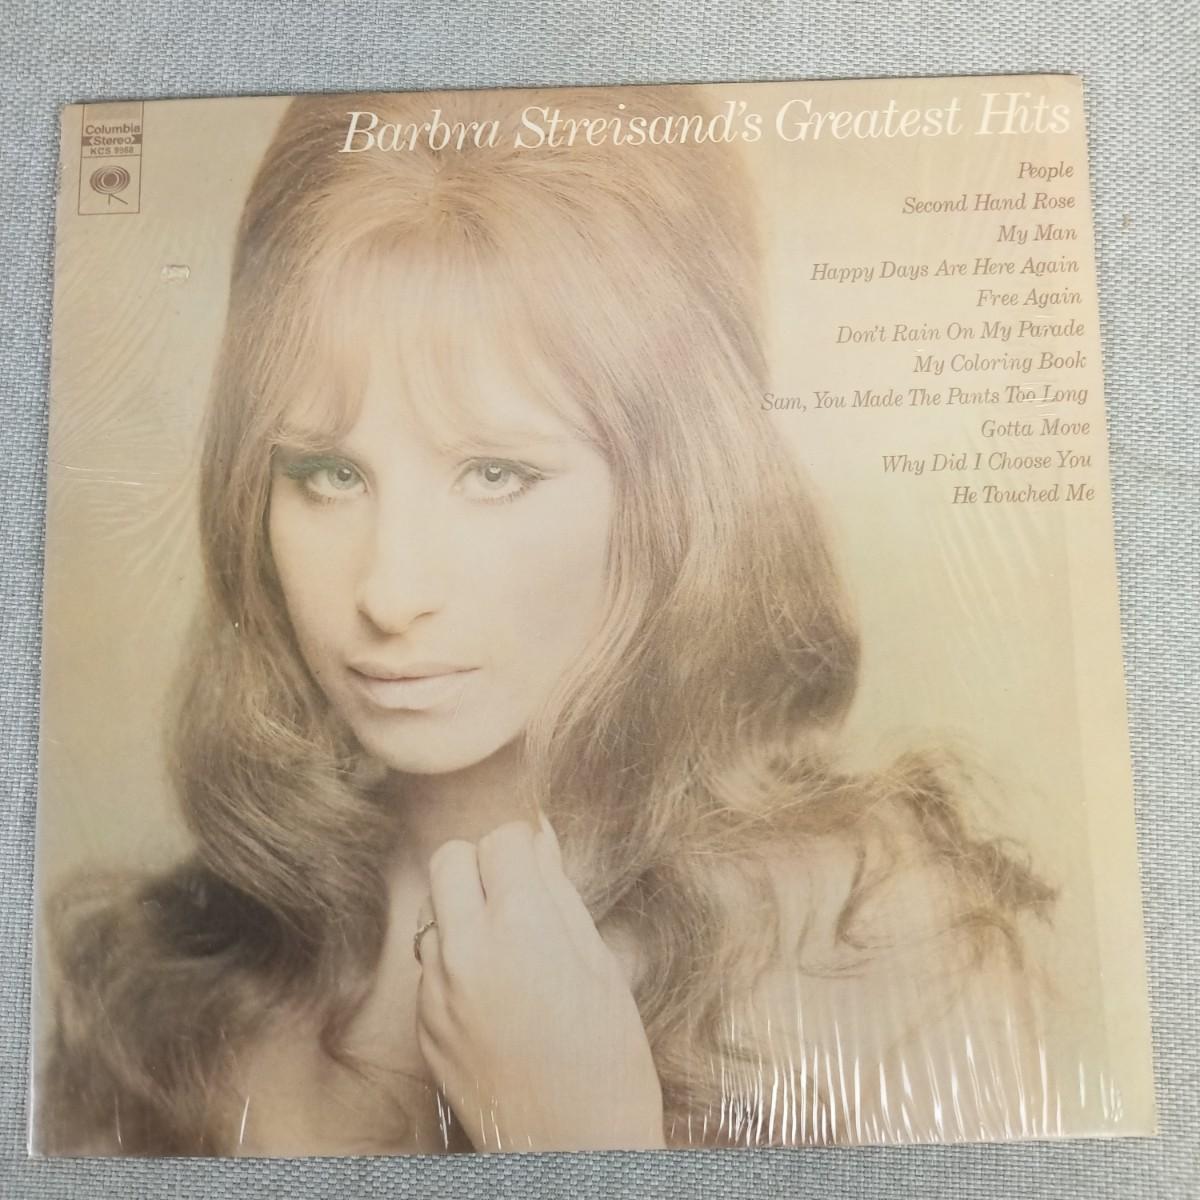 Columbia
Stereo
KCS 9968
Barbra Streisand's Greatest Hits
People
Second Hand Rose
My Man
Happy Days Are Here Again
Free Again
Don't Rain On My Parade
My Coloring Book
Sam, You Made The Pants Too Long
Gotta Move
Why Did I Choose You
He Touched Me